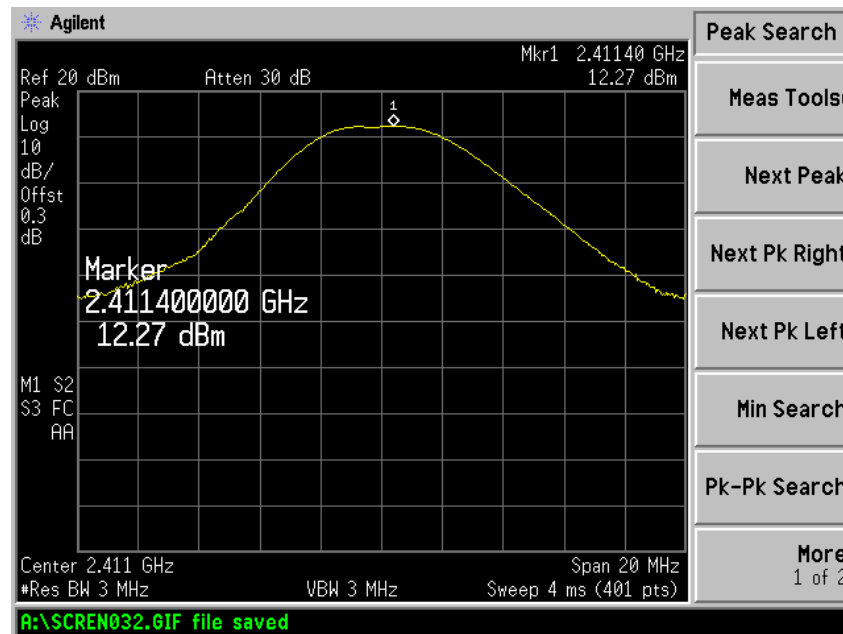 Agilent
Peak Search
Mkr1 2.41140 GHz
Ref 20 dBm Atten 30 dB 12.27 dBm
Peak
Log
10
dB/
Offst
0.3
dB
1
Marker
2.411400000 GHz
12.27 dBm
M1 S2
S3 FC
AA
Center 2.411 GHz Span 20 MHz
#Res BW 3 MHz VBW 3 MHz Sweep 4 ms (401 pts)
A:\SCREN032.GIF file saved
Meas Tools
Next Peak
Next Pk Right
Next Pk Left
Min Search
Pk-Pk Search
More
1 of 2